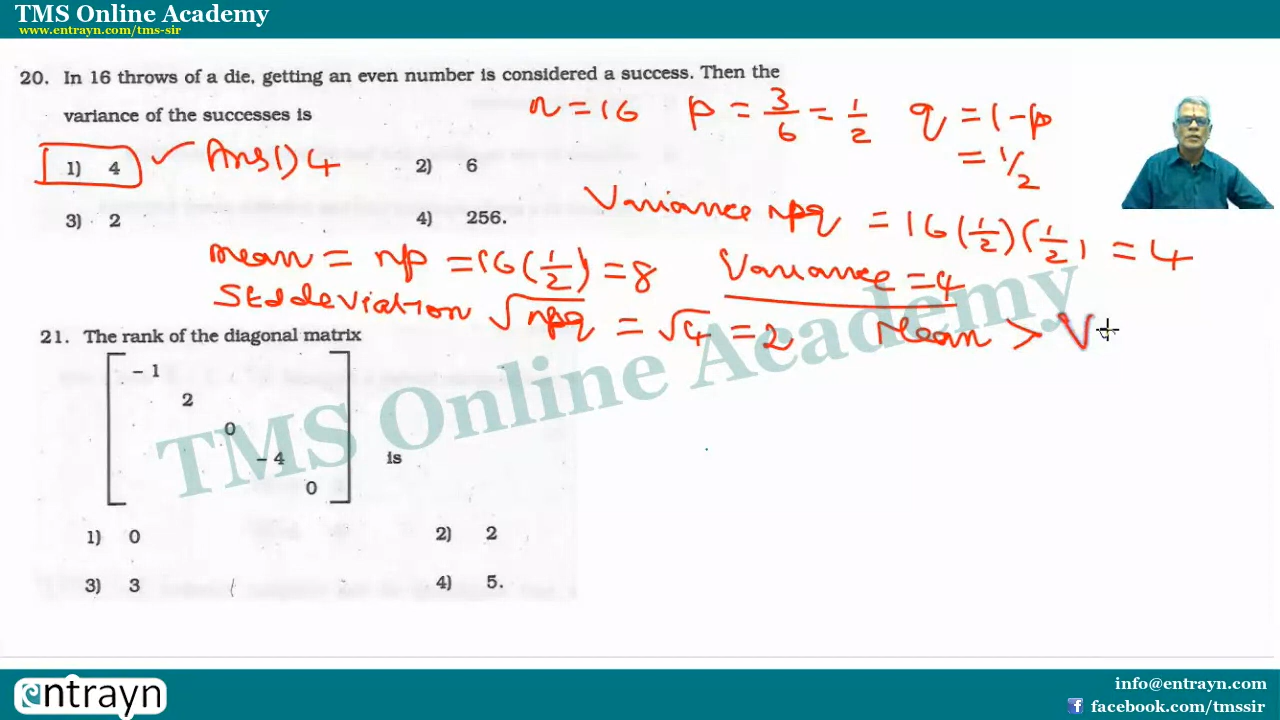 TMS Online Academy
www.entrayn.com/tms-sir
20. In 16 throws of a die, getting an even number is considered a success. Then the
variance of the successes is
n = 16 p = 3/6 = 1/2 q = 1 - p
= 1/2
1) 4 ✓ Ans 1) 4 2) 6
Variance npq = 16 (1/2) (1/2) = 4
3) 2 4) 256.
mean = np = 16 (1/2) = 8 Variance = 4
Std deviation √npq = √4 = 2 Mean > V
21. The rank of the diagonal matrix
- 1
2
0
- 4
is
0
1) 0 2) 2
3) 3 4) 5.
TMS Online Academy
entrayn
info@entrayn.com
facebook.com/tmssir